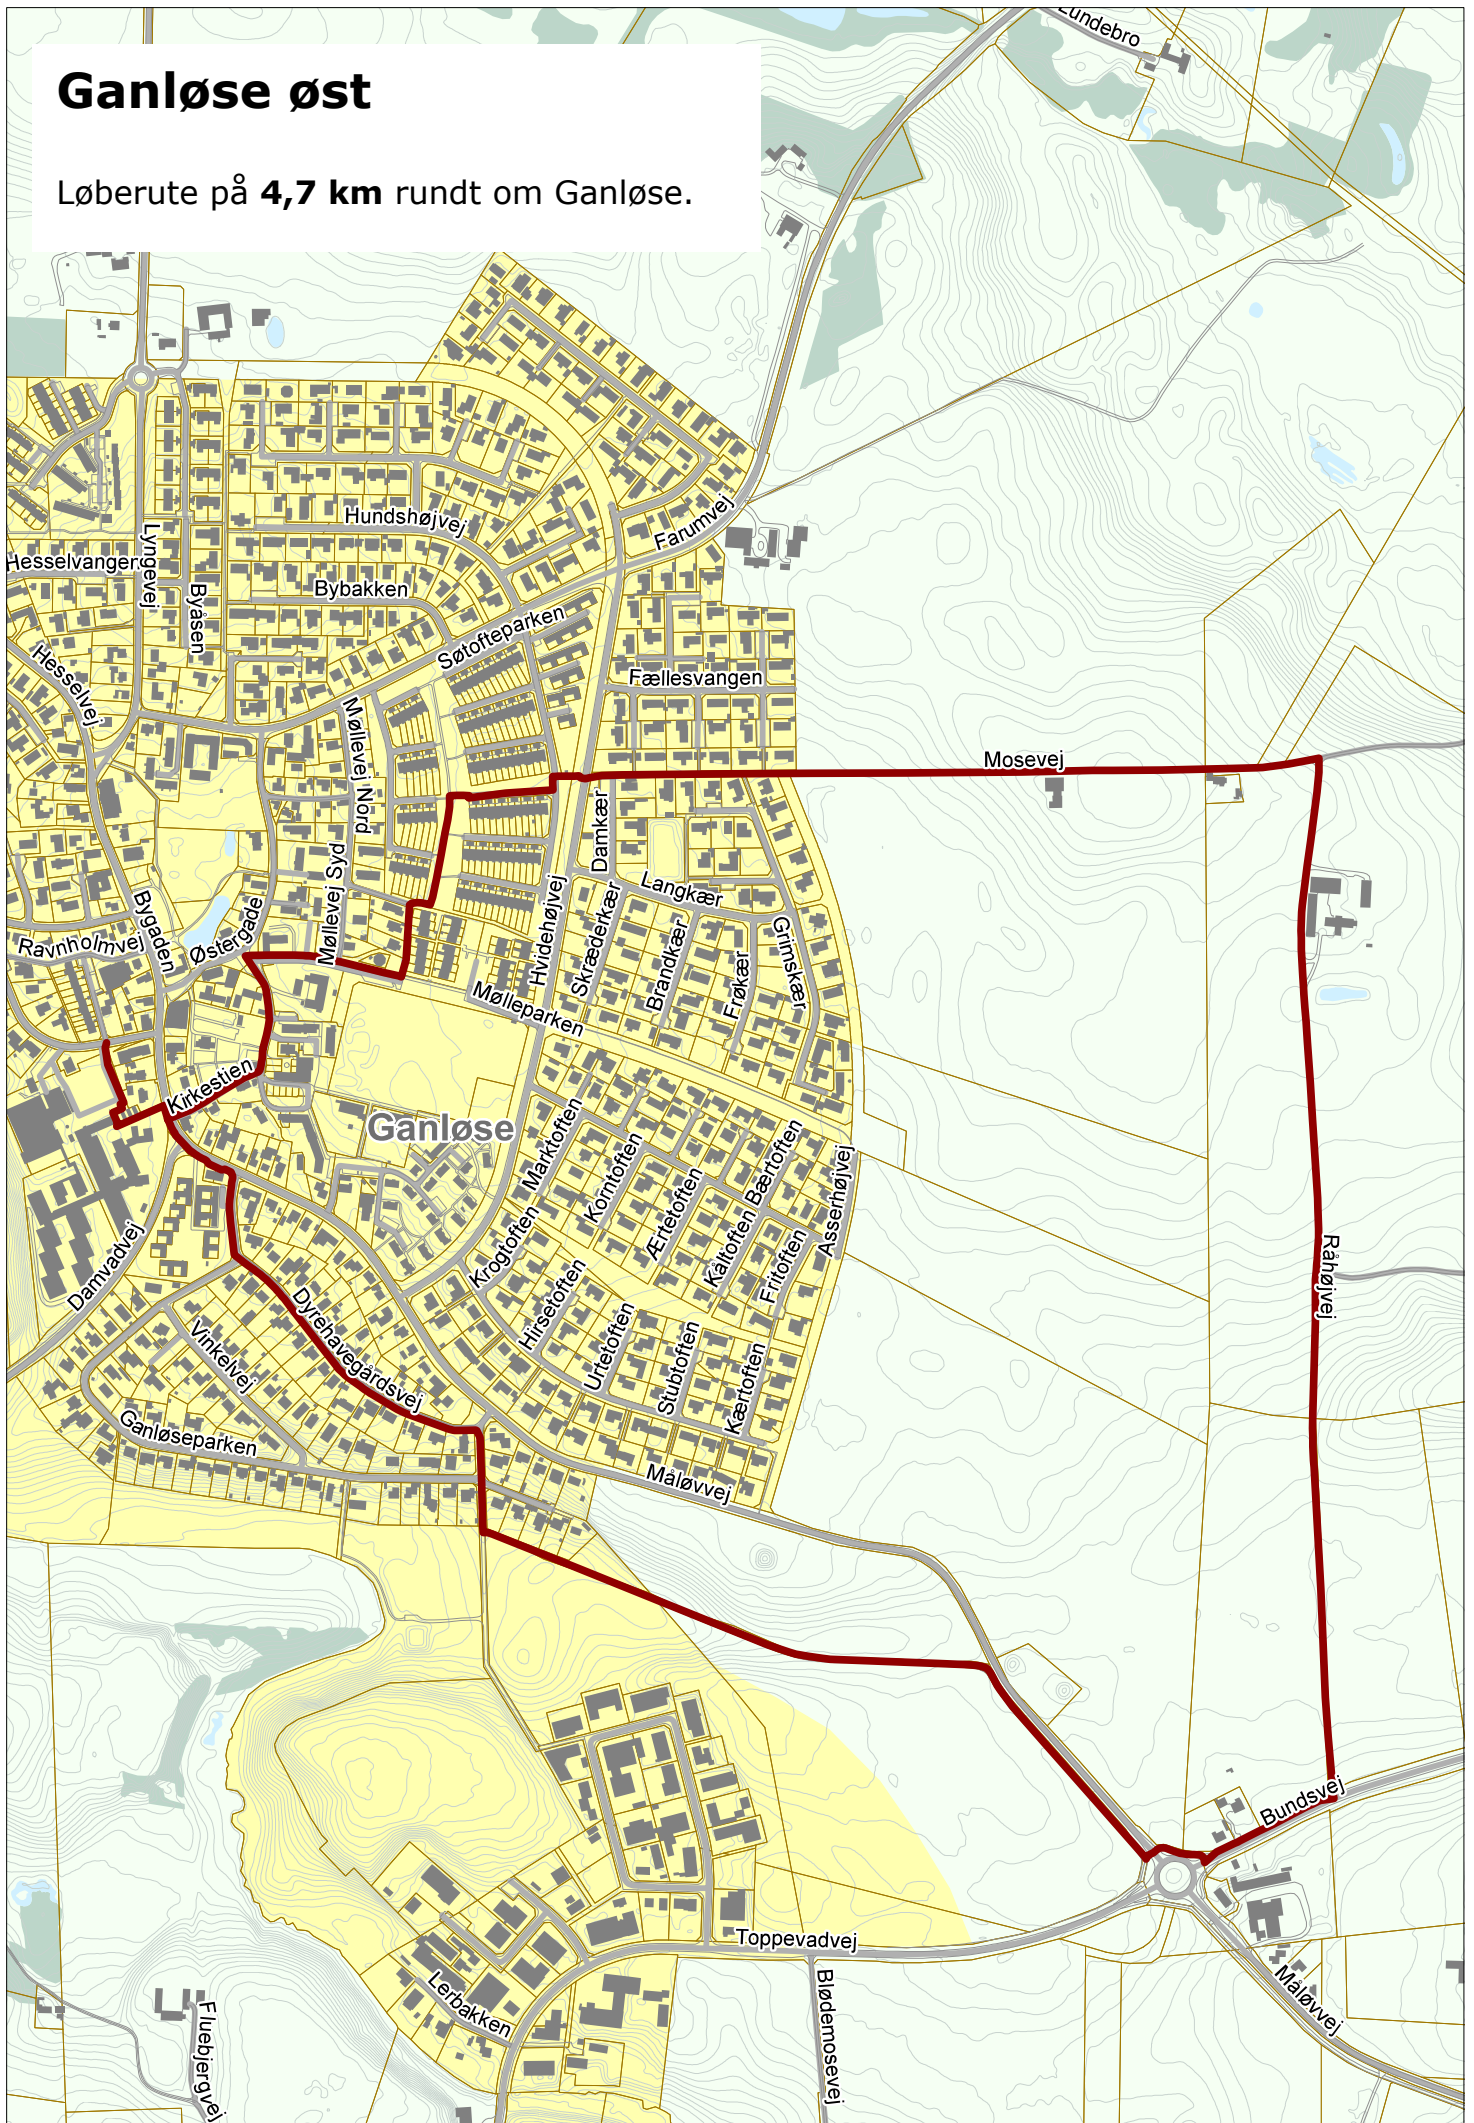 Ganløse øst
Løberute på 4,7 km rundt om Ganløse.
Lundebro
Farumvej
Hundshøjvej
Lyngevej
Hesselvanger
Byåsen
Bybakken
Søtofteparken
Hesselvej
Fællesvangen
Møllevej Nord
Mosevej
Damkær
Møllevej Syd
Langkær
Skræderkær
Hvidehøjvej
Bygaden
Østergade
Ravnholmvej
Brandkær
Grimskær
Frøkær
Mølleparken
Kirkestien
Ganløse
Marktoften
Korntoften
Bærtoften
Assenhøjvej
Ærtetoften
Kåltoften
Krogtoften
Fritoften
Råhøjvej
Damvadvej
Dyrehavegårdsvej
Hirsetoften
Vinkelvej
Urtetoften
Stubtoften
Kærtoften
Ganløseparken
Måløvvej
Bundsvej
Toppevadvej
Blødemosevej
Lerbakken
Fluebjergvej
Måløvvej